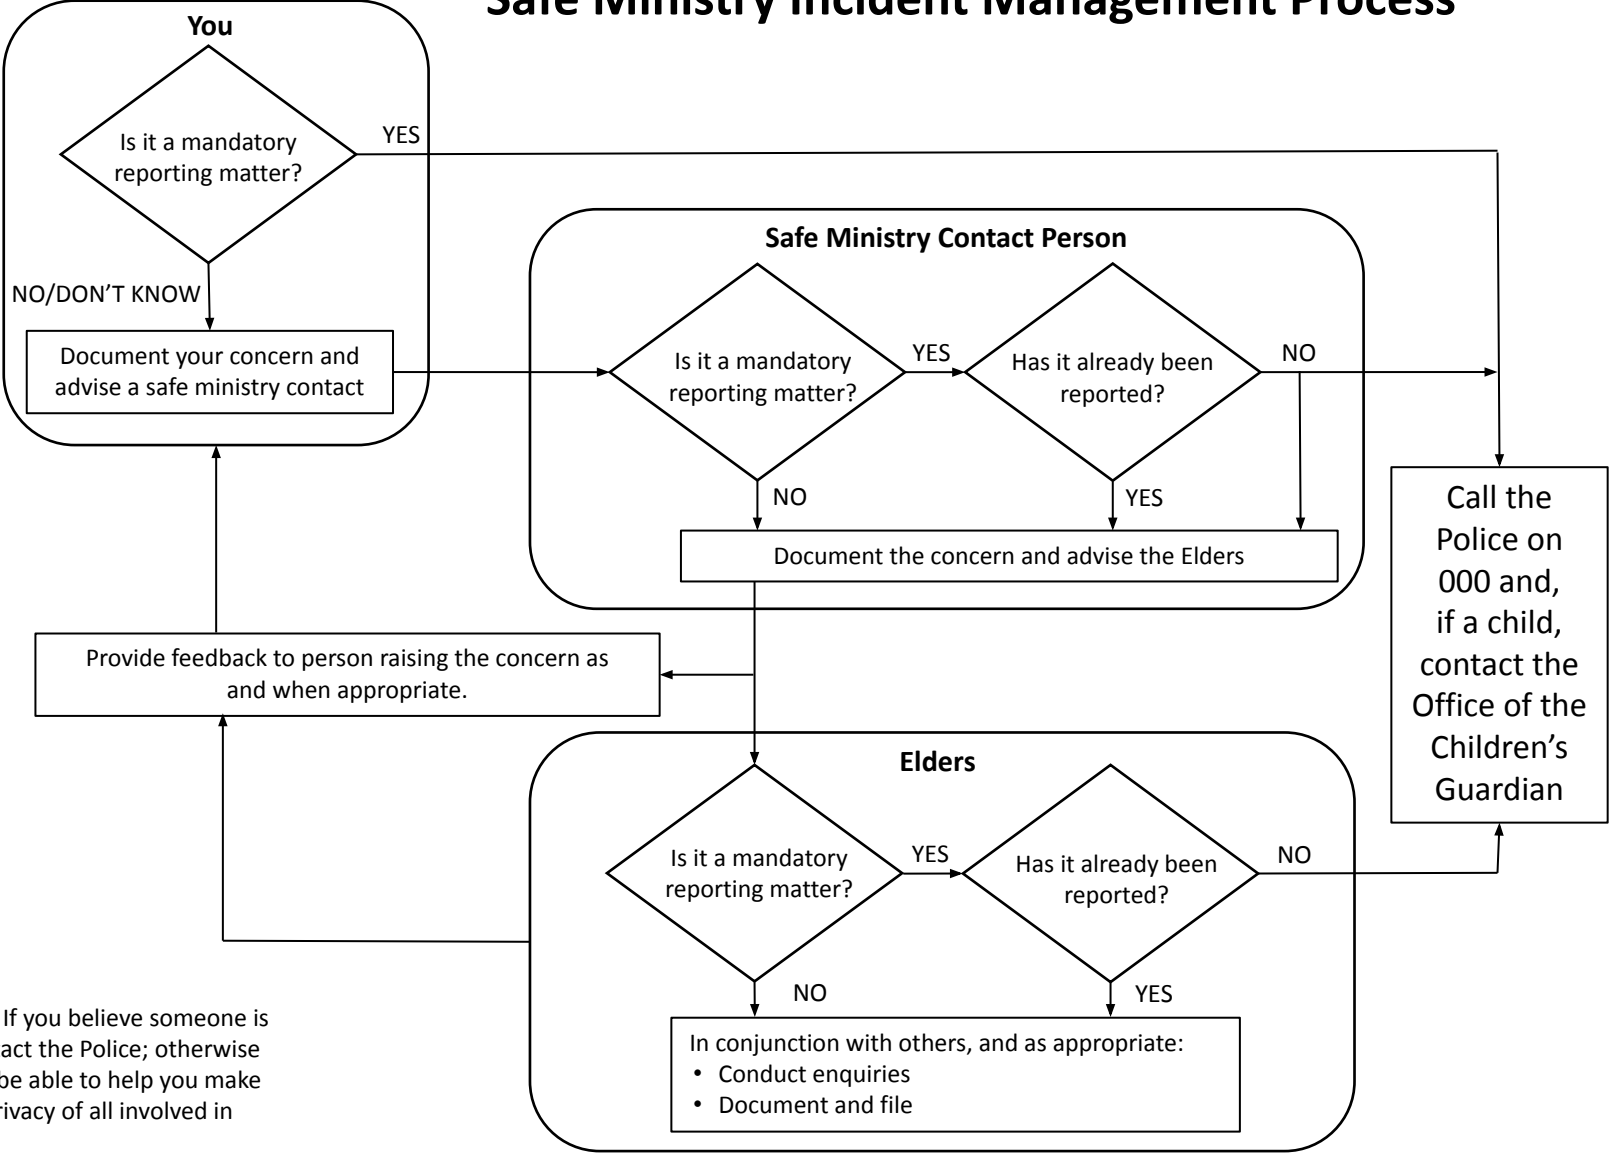 Safe Ministry Incident Management Process
You
Is it a mandatory
reporting matter?
YES
NO/DON'T KNOW
Document your concern and
advise a safe ministry contact
Safe Ministry Contact Person
Is it a mandatory
reporting matter?
YES
Has it already been
reported?
NO
NO
YES
Document the concern and advise the Elders
Call the
Police on
000 and,
if a child,
contact the
Office of the
Children's
Guardian
Provide feedback to person raising the concern as
and when appropriate.
Elders
Is it a mandatory
reporting matter?
YES
Has it already been
reported?
NO
NO
YES
In conjunction with others, and as appropriate:
• Conduct enquiries
• Document and file
If you believe someone is
the Police; otherwise
be able to help you make
of all involved in